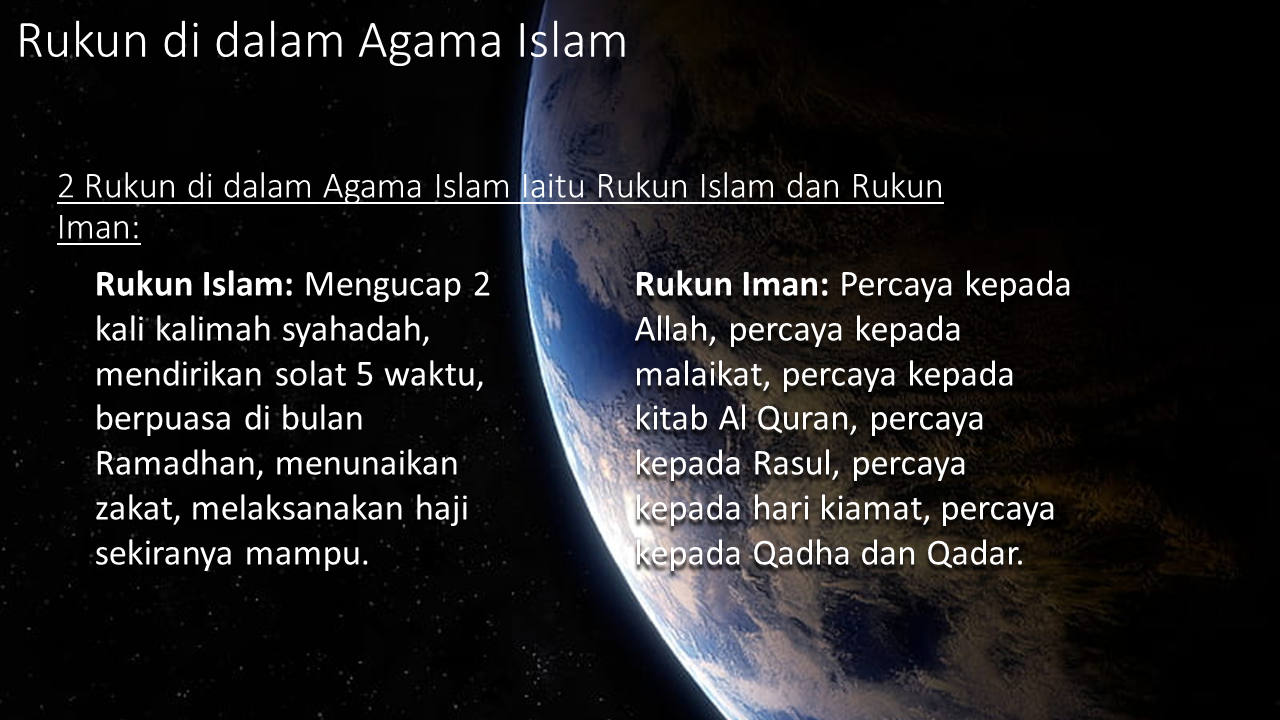 Rukun di dalam Agama Islam
2 Rukun di dalam Agama Islam Iaitu Rukun Islam dan Rukun
Iman:
Rukun Islam: Mengucap 2
kali kalimah syahadah,
mendirikan solat 5 waktu,
berpuasa di bulan
Ramadhan, menunaikan
zakat, melaksanakan haji
sekiranya mampu.
Rukun Iman: Percaya kepada
Allah, percaya kepada
malaikat, percaya kepada
kitab Al Quran, percaya
kepada Rasul, percaya
kepada hari kiamat, percaya
kepada Qadha dan Qadar.